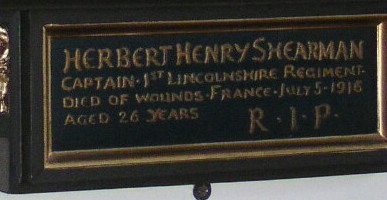 HERBERT HENRY SHEARMAN
CAPTAIN · 1ST LINCOLNSHIRE REGIMENT ·
DIED OF WOUNDS · FRANCE · JULY 5 · 1916
AGED 26 YEARS R · I · P ·